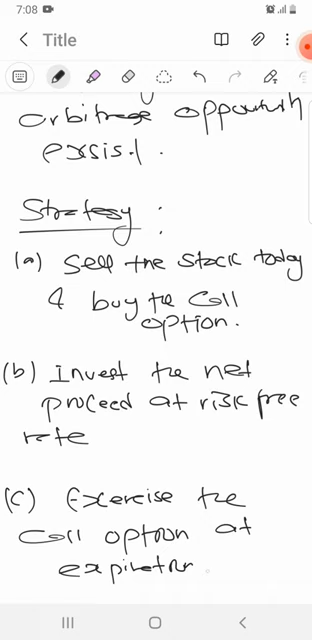 7:08
Title
arbitrage opportunity
exsist.
Strategy :
(a) Sell the stock today
& buy the call
option.
(b) Invest the net
proceed at risk free
rate
(c) Exercise the
call option at
expiration